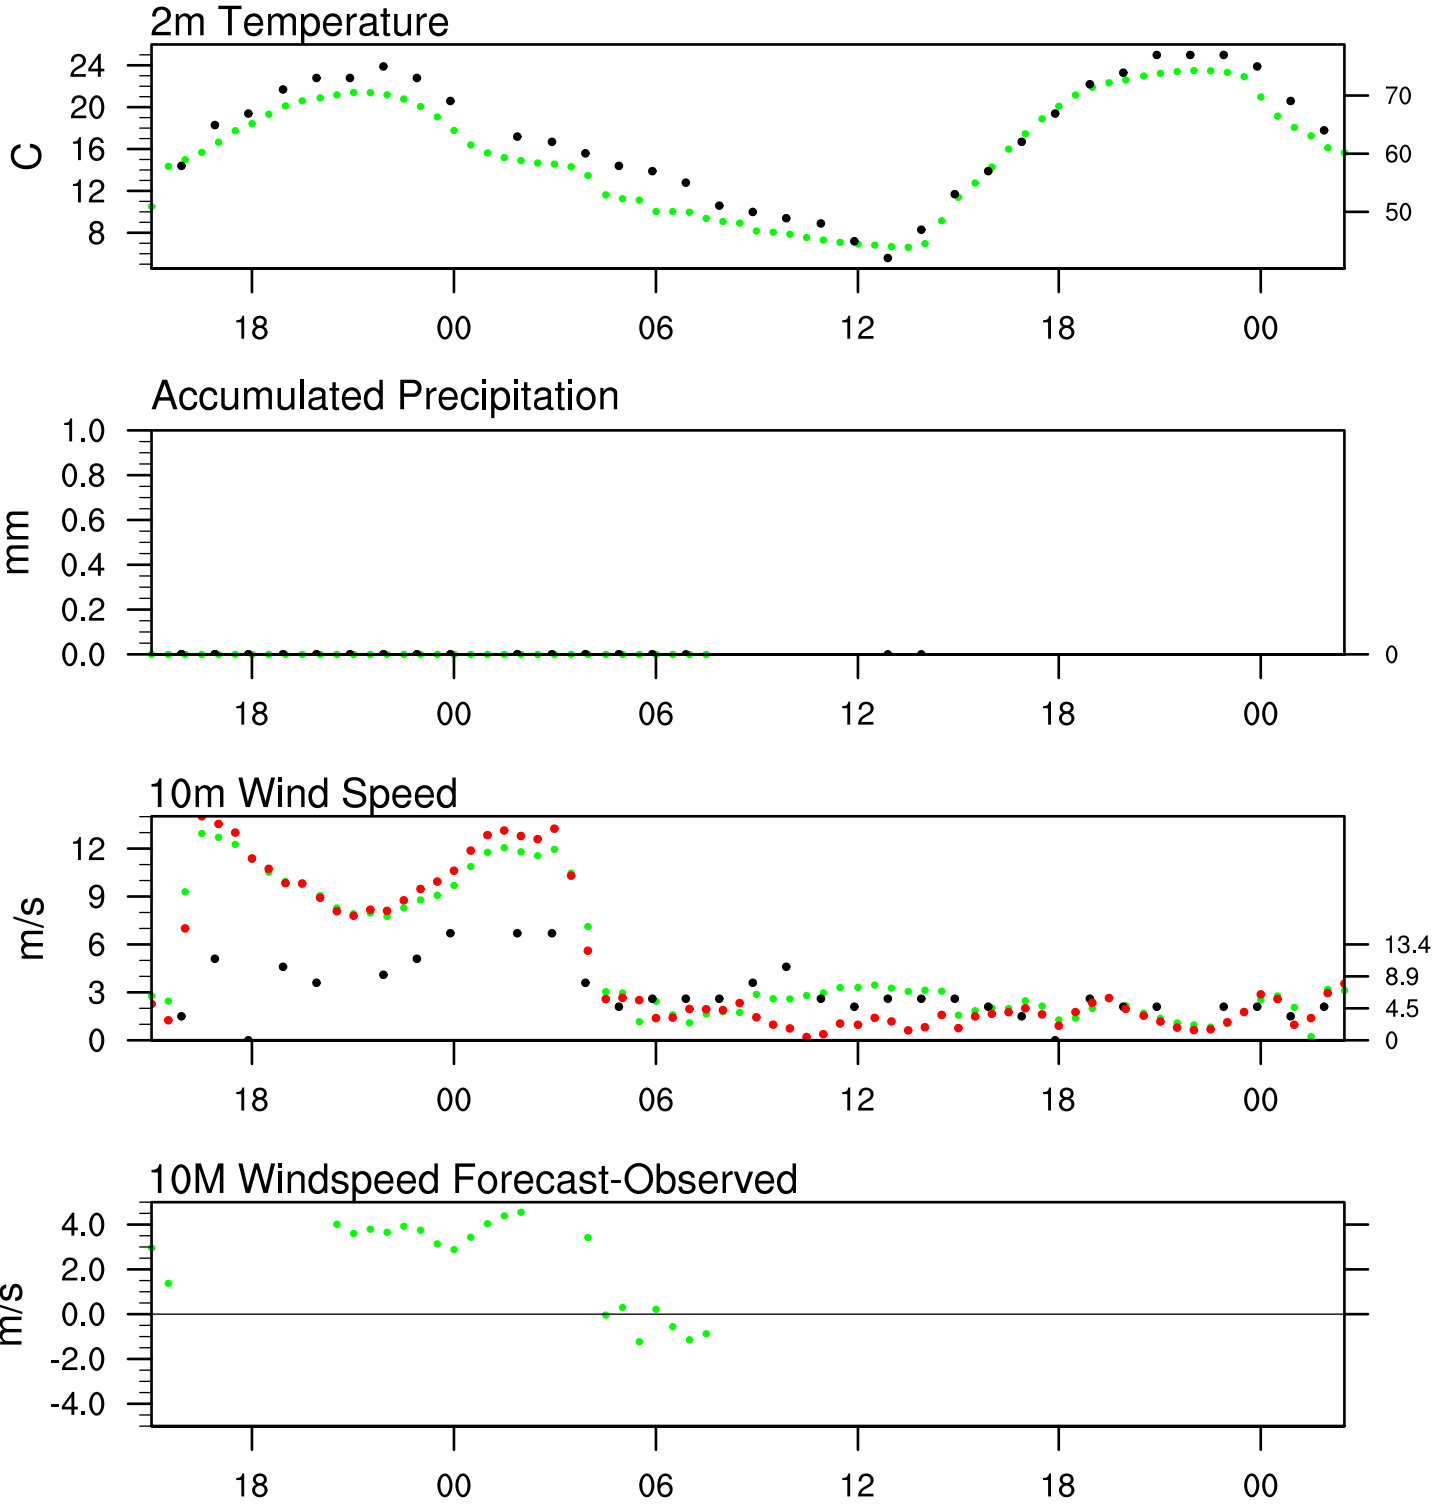 2m Temperature
24
20
16
12
8
C
70
60
50
18 00 06 12 18 00
Accumulated Precipitation
1.0
0.8
0.6
0.4
0.2
0.0
mm
0
18 00 06 12 18 00
10m Wind Speed
12
9
6
3
0
m/s
13.4
8.9
4.5
0
18 00 06 12 18 00
10M Windspeed Forecast-Observed
4.0
2.0
0.0
-2.0
-4.0
m/s
18 00 06 12 18 00